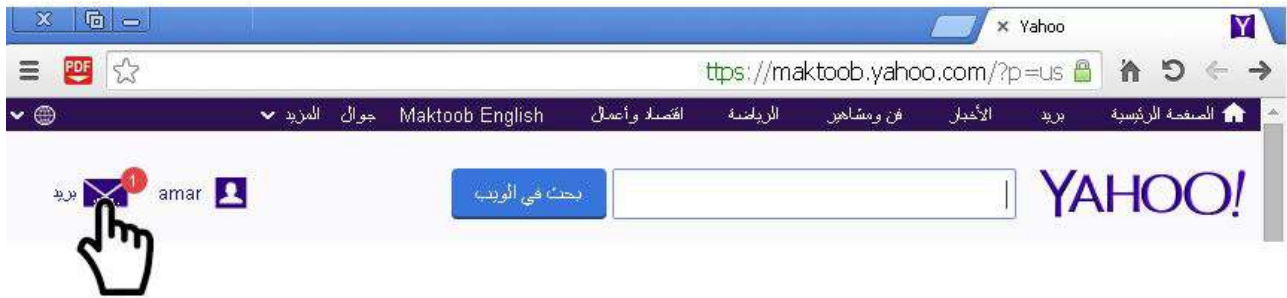 Yahoo
ttps://maktoob.yahoo.com/?p=us
PDF
الصفحة الرئيسية بريد الأخبار فن ومشاهير الرياضة اقتصاد وأعمال Maktoob English جوال المزيد
YAHOO!
بحث في الويب
amar
1
بريد